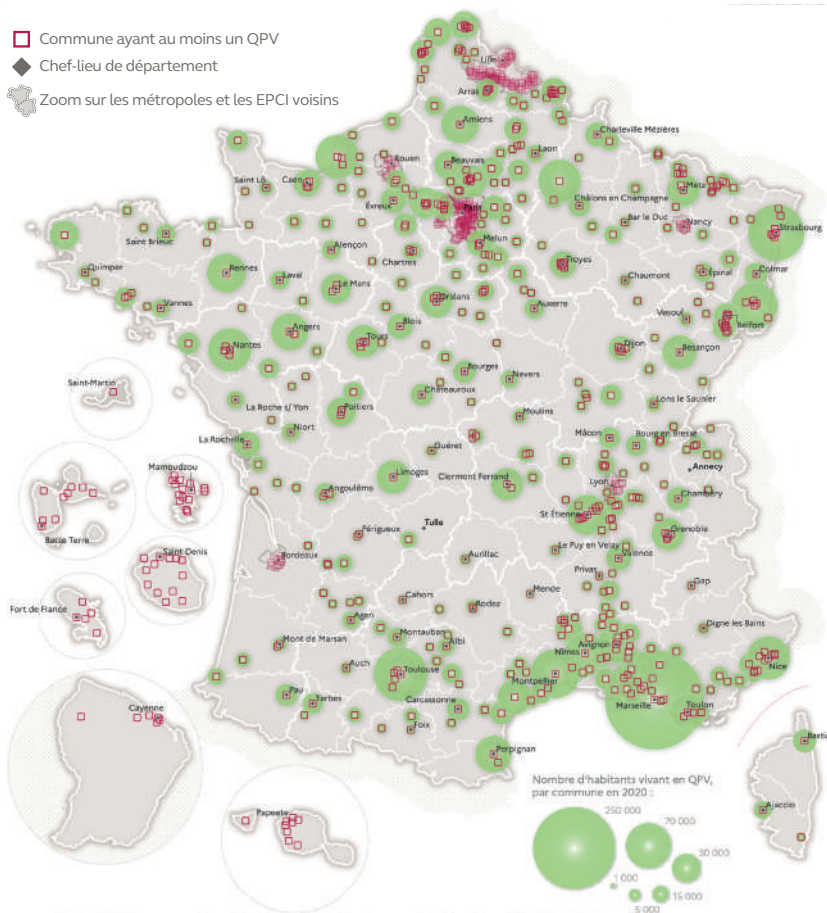 Commune ayant au moins un QPV
Chef-lieu de département
Zoom sur les métropoles et les EPCI voisins
Lille
Arras
Amiens
Charleville Mézières
Laon
Rouen
Beauvais
Saint Lô
Caen
Metz
Évreux
Paris
Châlons en Champagne
Bar le Duc
Nancy
Strasbourg
Saint Brieuc
Alençon
Melun
Chartres
Troyes
Chaumont
Épinal
Colmar
Quimper
Rennes
Laval
Le Mans
Orléans
Auxerre
Vannes
Vesoul
Belfort
Blois
Angers
Tours
Dijon
Besançon
Nantes
Bourges
Nevers
Saint-Martin
Châteauroux
Lons le Saunier
La Roche s/ Yon
Poitiers
Moulins
Niort
Mâcon
Bourg en Bresse
La Rochelle
Guéret
Annecy
Mamoudzou
Limoges
Clermont Ferrand
Lyon
Angoulême
Chambéry
St Étienne
Tulle
Basse Terre
Périgueux
Grenoble
Saint Denis
Le Puy en Velay
Valence
Bordeaux
Aurillac
Privas
Gap
Mende
Cahors
Rodez
Fort de France
Agen
Digne les Bains
Montauban
Albi
Avignon
Mont de Marsan
Nîmes
Nice
Auch
Toulouse
Montpellier
Pau
Tarbes
Carcassonne
Marseille
Toulon
Cayenne
Foix
Bastia
Perpignan
Nombre d'habitants vivant en QPV,
par commune en 2020 :
Ajaccio
Papeete
250 000
70 000
30 000
1 000
15 000
5 000